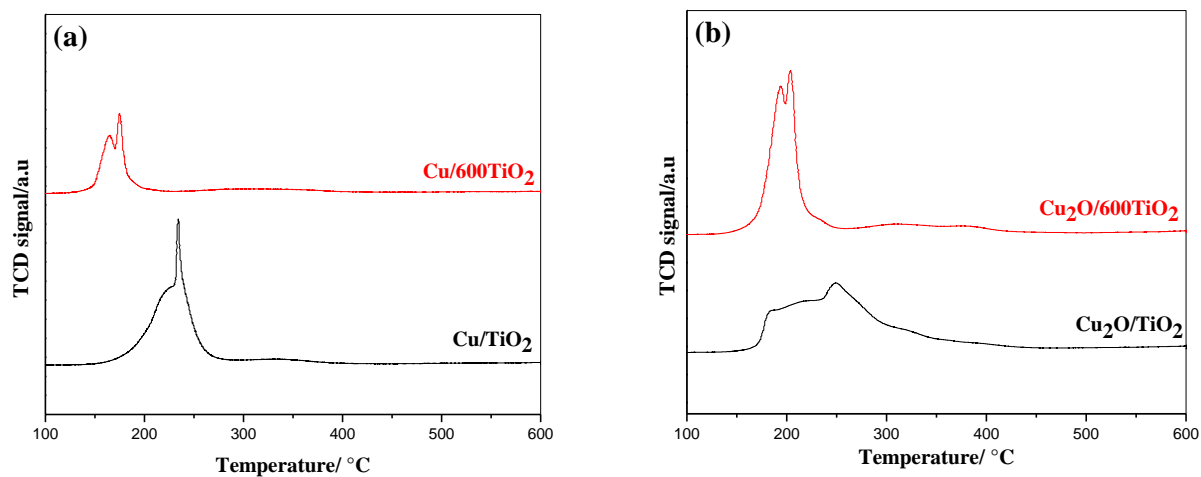 (a)
TCD signal/a.u
Cu/600TiO2
Cu/TiO2
100 200 300 400 500 600
Temperature/ °C
(b)
TCD signal/a.u
Cu2O/600TiO2
Cu2O/TiO2
100 200 300 400 500 600
Temperature/ °C